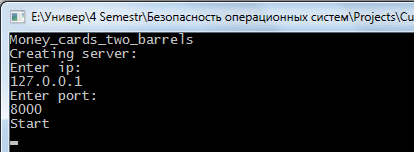 E:\Универ\4 Semestr\Безопасность операционных систем\Projects\Cu
Money_cards_two_barrels
Creating server:
Enter ip:
127.0.0.1
Enter port:
8000
Start